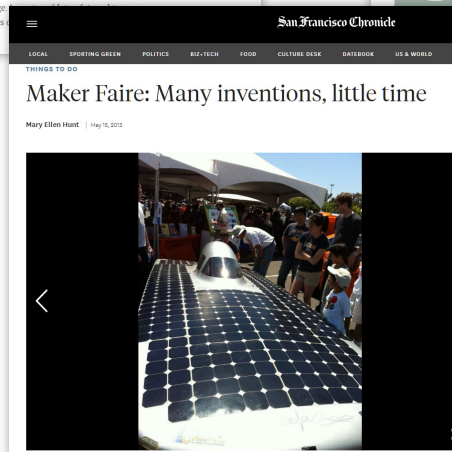 San Francisco Chronicle
LOCAL SPORTING GREEN POLITICS BIZ+TECH FOOD CULTURE DESK DATEBOOK US & WORLD
THINGS TO DO
Maker Faire: Many inventions, little time
Mary Ellen Hunt | May 15, 2013